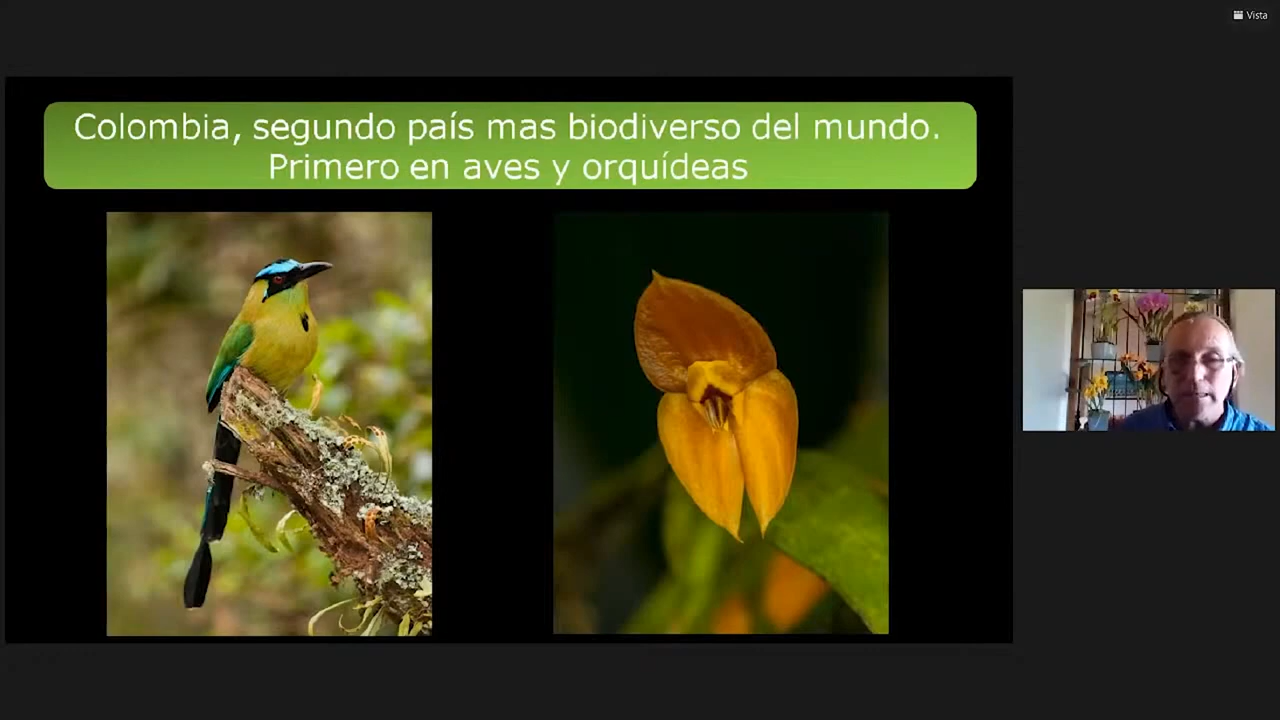 Vista
Colombia, segundo país mas biodiverso del mundo.
Primero en aves y orquídeas